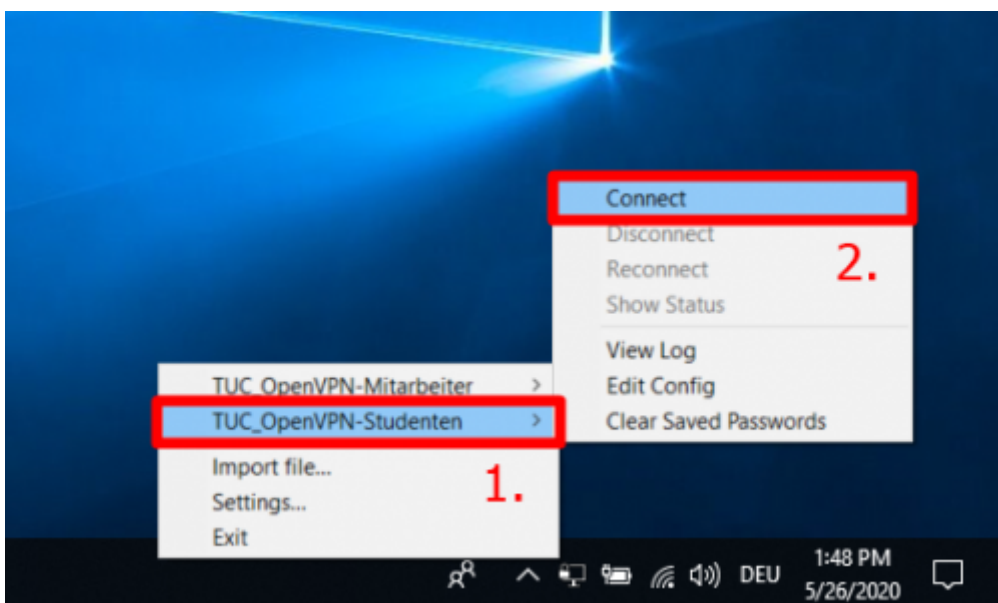 Connect
Disconnect
Reconnect
2.
Show Status
View Log
Edit Config
Clear Saved Passwords
TUC_OpenVPN-Mitarbeiter
TUC_OpenVPN-Studenten
Import file...
1.
Settings...
Exit
DEU
1:48 PM
5/26/2020